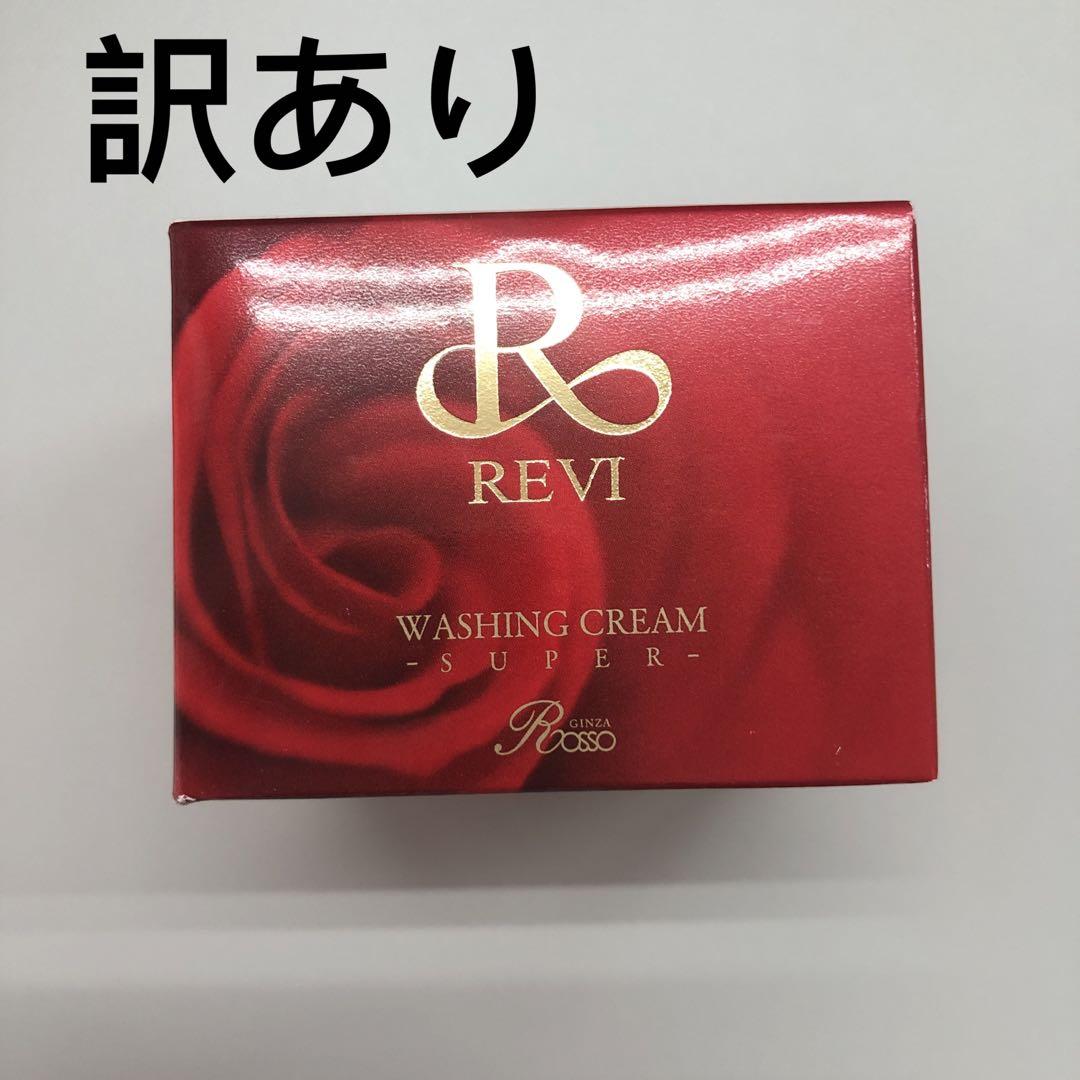 訳あり
R
REVI
WASHING CREAM
-SUPER-
GINZA
Rosso